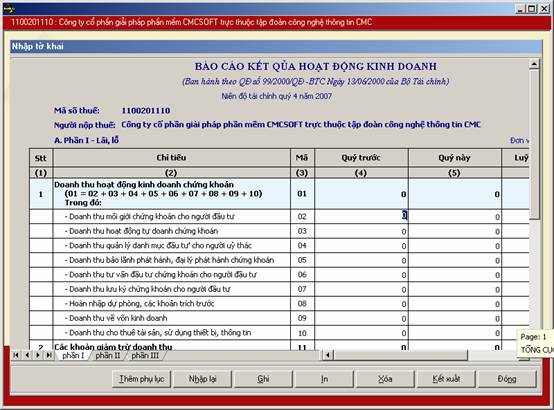 1100201110 : Công ty cổ phần giải pháp phần mềm CMCSOFT trực thuộc tập đoàn công nghệ thông tin CMC
Nhập tờ khai
BÁO CÁO KẾT QỦA HOẠT ĐỘNG KINH DOANH
(Ban hành theo QĐ số 99/2000/QĐ -BTC Ngày 13/06/2000 của Bộ Tài chính)
Niên độ tài chính quý 4 năm 2007
Mã số thuế: 1100201110
Người nộp thuế: Công ty cổ phần giải pháp phần mềm CMCSOFT trực thuộc tập đoàn công nghệ thông tin CMC
A. Phần I - Lãi, lỗ Đơn v
Stt Chỉ tiêu Mã Quý trước Quý này Luỹ
(1) (2) (3) (4) (5)
1 Doanh thu hoạt động kinh doanh chứng khoán
(01 = 02 + 03 + 04 + 05 + 06 + 07 + 08 + 09 + 10) 01 0 0
Trong đó:
- Doanh thu môi giới chứng khoán cho người đầu tư 02 0 0
- Doanh thu hoạt động tự doanh chứng khoán 03 0 0
- Doanh thu quản lý danh mục đầu tư cho người uỷ thác 04 0 0
- Doanh thu bảo lãnh phát hành, đại lý phát hành chứng khoán 05 0 0
- Doanh thu tư vấn đầu tư chứng khoán cho người đầu tư 06 0 0
- Doanh thu lưu ký chứng khoán cho người đầu tư 07 0 0
- Hoàn nhập dự phòng, các khoản trích trước 08 0 0
- Doanh thu về vốn kinh doanh 09 0 0
- Doanh thu cho thuê tài sản, sử dụng thiết bị, thông tin 10 0 0
2 Các khoản giảm trừ doanh thu 11 0 0
Page: 1
TỔNG CỤC
phần I phần II phần III
Thêm phụ lục Nhập lại Ghi In Xóa Kết xuất Đóng